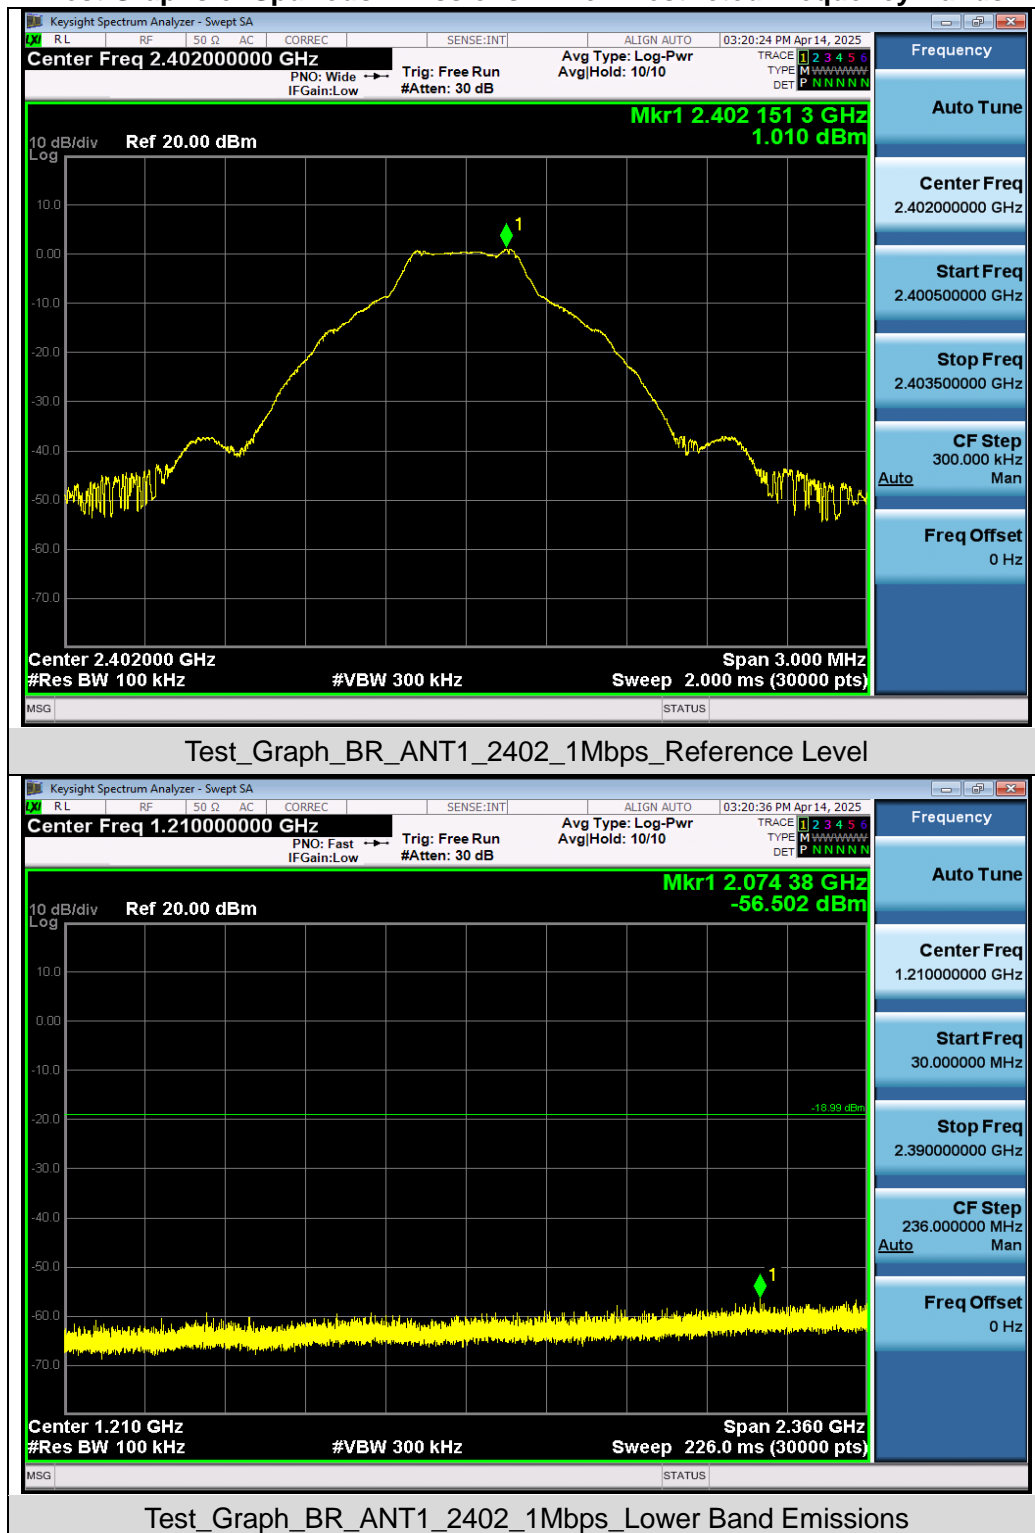 Keysight Spectrum Analyzer - Swept SA
LXI RL RF 50 Ω AC CORREC SENSE:INT ALIGN AUTO 03:20:24 PM Apr 14, 2025
Center Freq 2.402000000 GHz
PNO: Wide
IFGain:Low
Trig: Free Run
#Atten: 30 dB
Avg Type: Log-Pwr
Avg|Hold: 10/10
TRACE 1 2 3 4 5 6
TYPE M WWWWW
DET P N N N N N
Mkr1 2.402 151 3 GHz
1.010 dBm
10 dB/div Ref 20.00 dBm
Log
10.0
0.00
-10.0
-20.0
-30.0
-40.0
-50.0
-60.0
-70.0
1
Center 2.402000 GHz Span 3.000 MHz
#Res BW 100 kHz #VBW 300 kHz Sweep 2.000 ms (30000 pts)
MSG STATUS
Frequency
Auto Tune
Center Freq
2.402000000 GHz
Start Freq
2.400500000 GHz
Stop Freq
2.403500000 GHz
CF Step
300.000 kHz
Auto Man
Freq Offset
0 Hz
Test_Graph_BR_ANT1_2402_1Mbps_Reference Level
Keysight Spectrum Analyzer - Swept SA
LXI RL RF 50 Ω AC CORREC SENSE:INT ALIGN AUTO 03:20:36 PM Apr 14, 2025
Center Freq 1.210000000 GHz
PNO: Fast
IFGain:Low
Trig: Free Run
#Atten: 30 dB
Avg Type: Log-Pwr
Avg|Hold: 10/10
TRACE 1 2 3 4 5 6
TYPE M WWWWW
DET P N N N N N
Mkr1 2.074 38 GHz
-56.502 dBm
10 dB/div Ref 20.00 dBm
Log
10.0
0.00
-10.0
-20.0
-30.0
-40.0
-50.0
-60.0
-70.0
-18.99 dBm
1
Center 1.210 GHz Span 2.360 GHz
#Res BW 100 kHz #VBW 300 kHz Sweep 226.0 ms (30000 pts)
MSG STATUS
Frequency
Auto Tune
Center Freq
1.210000000 GHz
Start Freq
30.000000 MHz
Stop Freq
2.390000000 GHz
CF Step
236.000000 MHz
Auto Man
Freq Offset
0 Hz
Test_Graph_BR_ANT1_2402_1Mbps_Lower Band Emissions